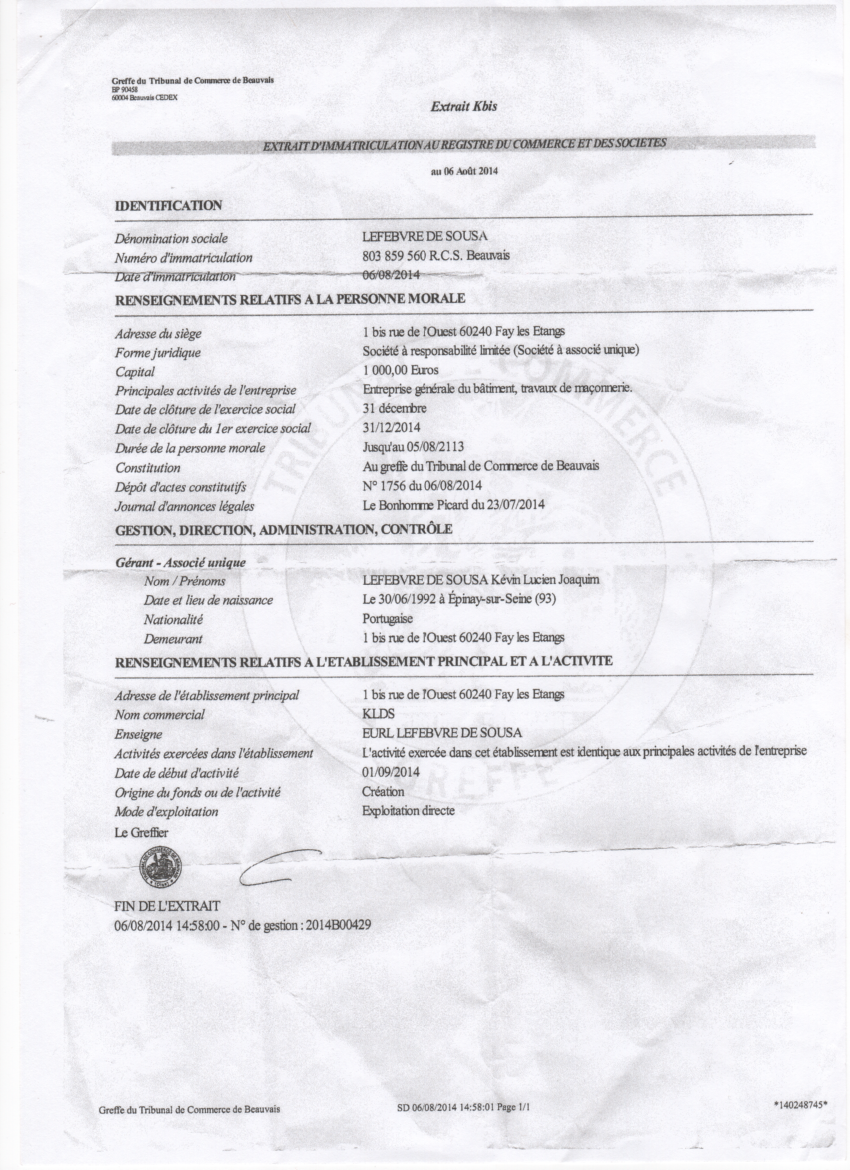 Greffe du Tribunal de Commerce de Beauvais
BP 90458
60004 Beauvais CEDEX
Extrait Kbis
EXTRAIT D'IMMATRICULATION AU REGISTRE DU COMMERCE ET DES SOCIETES
au 06 Août 2014
IDENTIFICATION
Dénomination sociale LEFEBVRE DE SOUSA
Numéro d'immatriculation 803 859 560 R.C.S. Beauvais
Date d'immatriculation 06/08/2014
RENSEIGNEMENTS RELATIFS A LA PERSONNE MORALE
Adresse du siège 1 bis rue de l'Ouest 60240 Fay les Etangs
Forme juridique Société à responsabilité limitée (Société à associé unique)
Capital 1 000,00 Euros
Principales activités de l'entreprise Entreprise générale du bâtiment, travaux de maçonnerie.
Date de clôture de l'exercice social 31 décembre
Date de clôture du 1er exercice social 31/12/2014
Durée de la personne morale Jusqu'au 05/08/2113
Constitution Au greffe du Tribunal de Commerce de Beauvais
Dépôt d'actes constitutifs N° 1756 du 06/08/2014
Journal d'annonces légales Le Bonhomme Picard du 23/07/2014
GESTION, DIRECTION, ADMINISTRATION, CONTRÔLE
Gérant - Associé unique
Nom / Prénoms LEFEBVRE DE SOUSA Kévin Lucien Joaquim
Date et lieu de naissance Le 30/06/1992 à Épinay-sur-Seine (93)
Nationalité Portugaise
Demeurant 1 bis rue de l'Ouest 60240 Fay les Etangs
RENSEIGNEMENTS RELATIFS A L'ETABLISSEMENT PRINCIPAL ET A L'ACTIVITE
Adresse de l'établissement principal 1 bis rue de l'Ouest 60240 Fay les Etangs
Nom commercial KLDS
Enseigne EURL LEFEBVRE DE SOUSA
Activités exercées dans l'établissement L'activité exercée dans cet établissement est identique aux principales activités de l'entreprise
Date de début d'activité 01/09/2014
Origine du fonds ou de l'activité Création
Mode d'exploitation Exploitation directe
Le Greffier
FIN DE L'EXTRAIT
06/08/2014 14:58:00 - N° de gestion : 2014B00429
Greffe du Tribunal de Commerce de Beauvais SD 06/08/2014 14:58:01 Page 1/1 *140248745*
TRIBUNAL COMMERCE
GREFFE